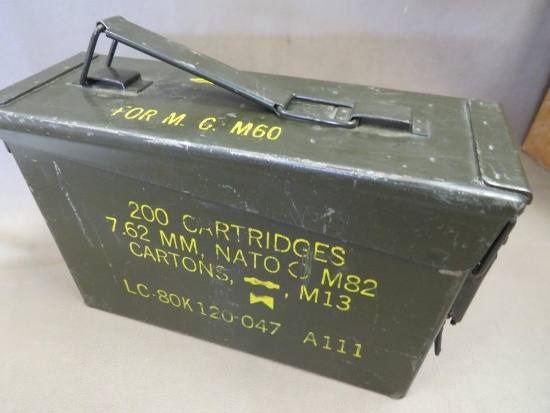 FOR M. G. M60
200 CARTRIDGES
7.62 MM, NATO M82
CARTONS, , M13
LC-80K120-047 A111